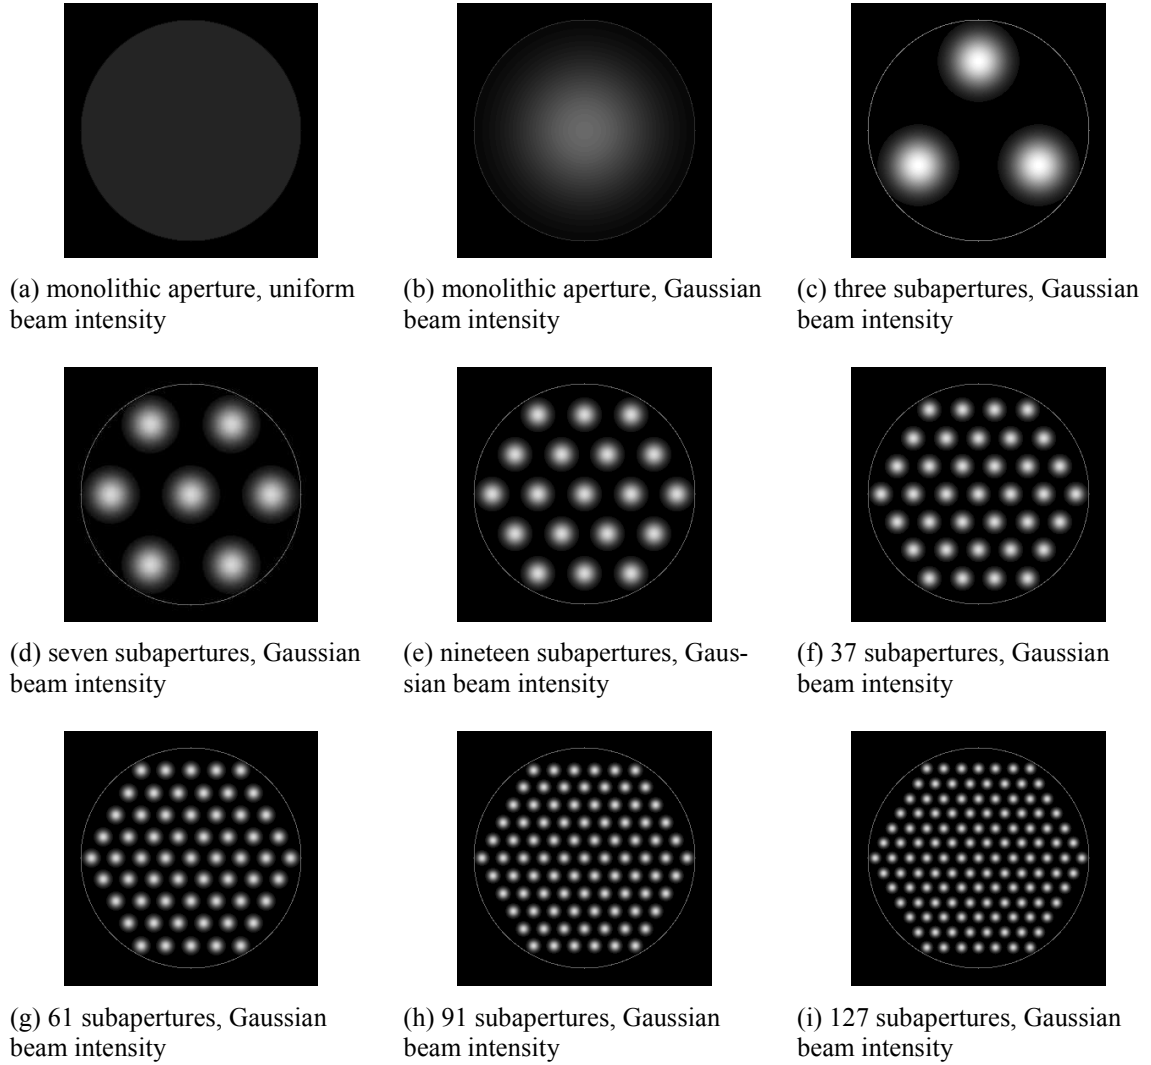 (a) monolithic aperture, uniform
beam intensity
(b) monolithic aperture, Gaussian
beam intensity
(c) three subapertures, Gaussian
beam intensity
(d) seven subapertures, Gaussian
beam intensity
(e) nineteen subapertures, Gaus-
sian beam intensity
(f) 37 subapertures, Gaussian
beam intensity
(g) 61 subapertures, Gaussian
beam intensity
(h) 91 subapertures, Gaussian
beam intensity
(i) 127 subapertures, Gaussian
beam intensity